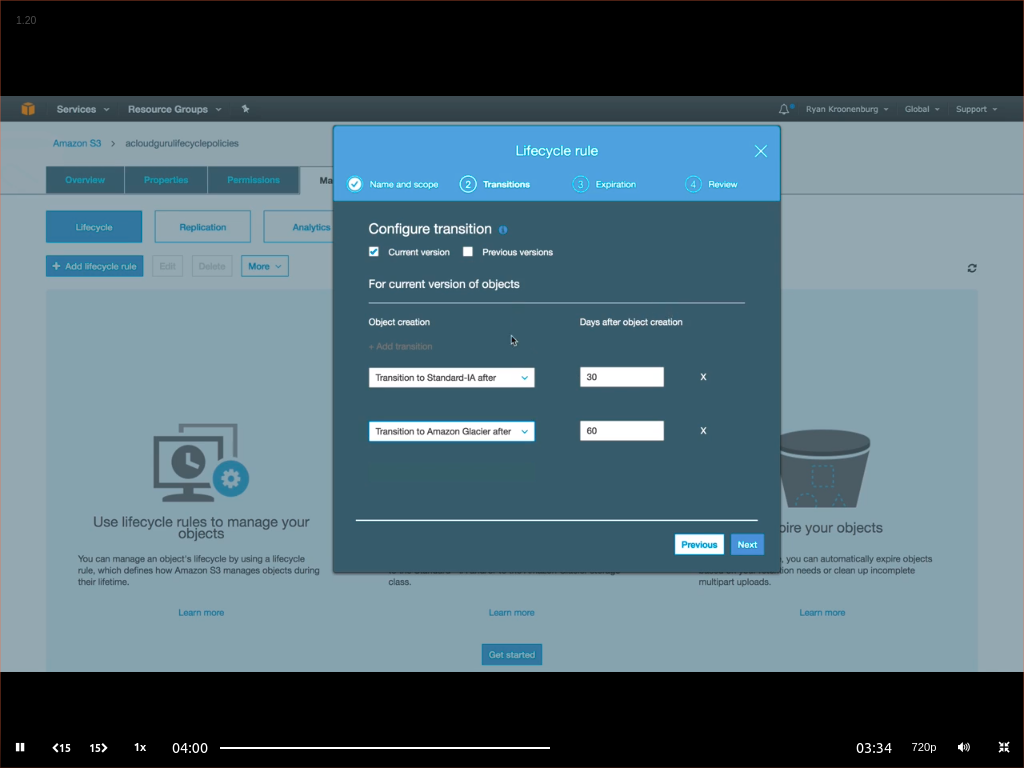 1.20
Services
Resource Groups
Ryan Kroonenburg
Global
Support
Amazon S3 > acloudgurulifecyclepolicies
Overview
Properties
Permissions
Ma
Lifecycle
Replication
Analytics
+ Add lifecycle rule
Edit
Delete
More
Lifecycle rule
Name and scope
2 Transitions
3 Expiration
4 Review
Configure transition
Current version
Previous versions
For current version of objects
Object creation
Days after object creation
+ Add transition
Transition to Standard-IA after
30
X
Transition to Amazon Glacier after
60
X
Previous
Next
Use lifecycle rules to manage your
objects
You can manage an object's lifecycle by using a lifecycle
rule, which defines how Amazon S3 manages objects during
their lifetime.
Learn more
class.
Learn more
pire your objects
, you can automatically expire objects
needs or clean up incomplete
multipart uploads.
Learn more
Get started
15
15
1x
04:00
03:34
720p